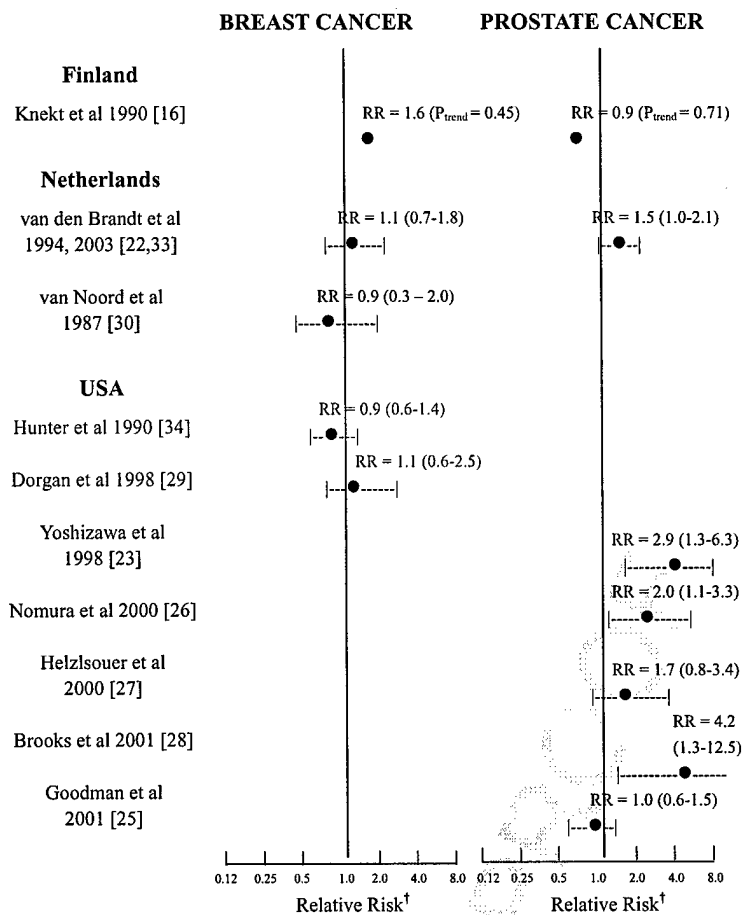 BREAST CANCER PROSTATE CANCER
Finland
Knekt et al 1990 [16] RR = 1.6 (Ptrend = 0.45) RR = 0.9 (Ptrend = 0.71)
Netherlands
van den Brandt et al RR = 1.1 (0.7-1.8) RR = 1.5 (1.0-2.1)
1994, 2003 [22,33]
van Noord et al RR = 0.9 (0.3 – 2.0)
1987 [30]
USA
Hunter et al 1990 [34] RR = 0.9 (0.6-1.4)
Dorgan et al 1998 [29] RR = 1.1 (0.6-2.5)
Yoshizawa et al RR = 2.9 (1.3-6.3)
1998 [23]
Nomura et al 2000 [26] RR = 2.0 (1.1-3.3)
Helzlsouer et al RR = 1.7 (0.8-3.4)
2000 [27]
Brooks et al 2001 [28] RR = 4.2
(1.3-12.5)
Goodman et al RR = 1.0 (0.6-1.5)
2001 [25]
0.12 0.25 0.5 1.0 2.0 4.0 8.0 0.12 0.25 0.5 1.0 2.0 4.0 8.0
Relative Risk† Relative Risk†